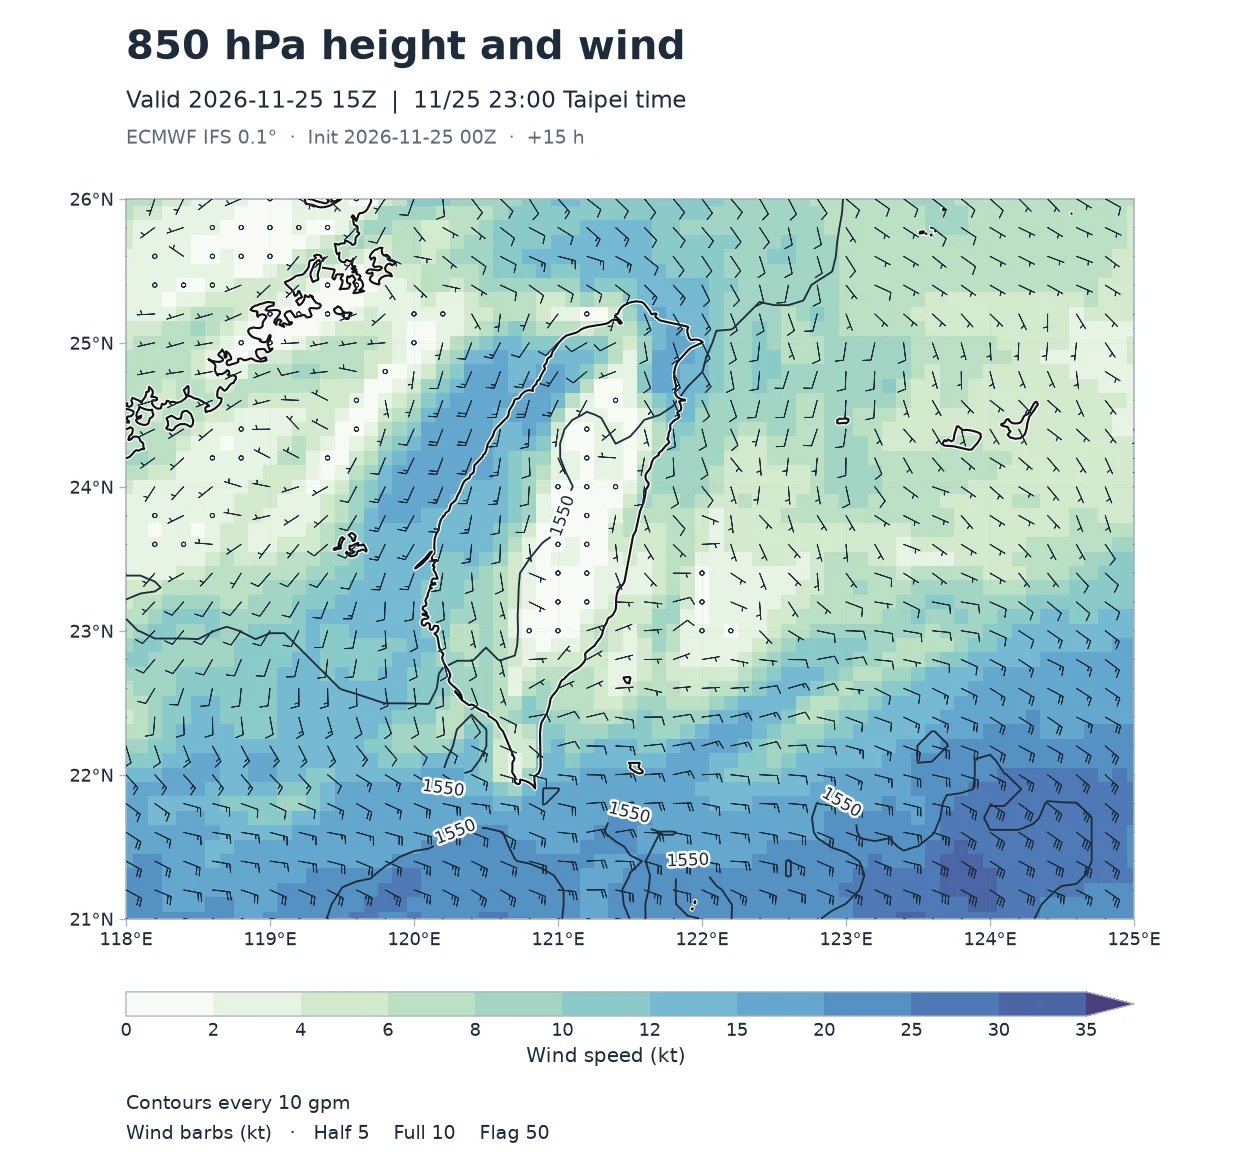 850 hPa height and wind
Valid 2026-11-25 15Z | 11/25 23:00 Taipei time
ECMWF IFS 0.1° · Init 2026-11-25 00Z · +15 h
26°N
25°N
24°N
23°N
22°N
21°N
1550
1550
1550
1550
1550
1550
118°E 119°E 120°E 121°E 122°E 123°E 124°E 125°E
0 2 4 6 8 10 12 15 20 25 30 35
Wind speed (kt)
Contours every 10 gpm
Wind barbs (kt) · Half 5 Full 10 Flag 50